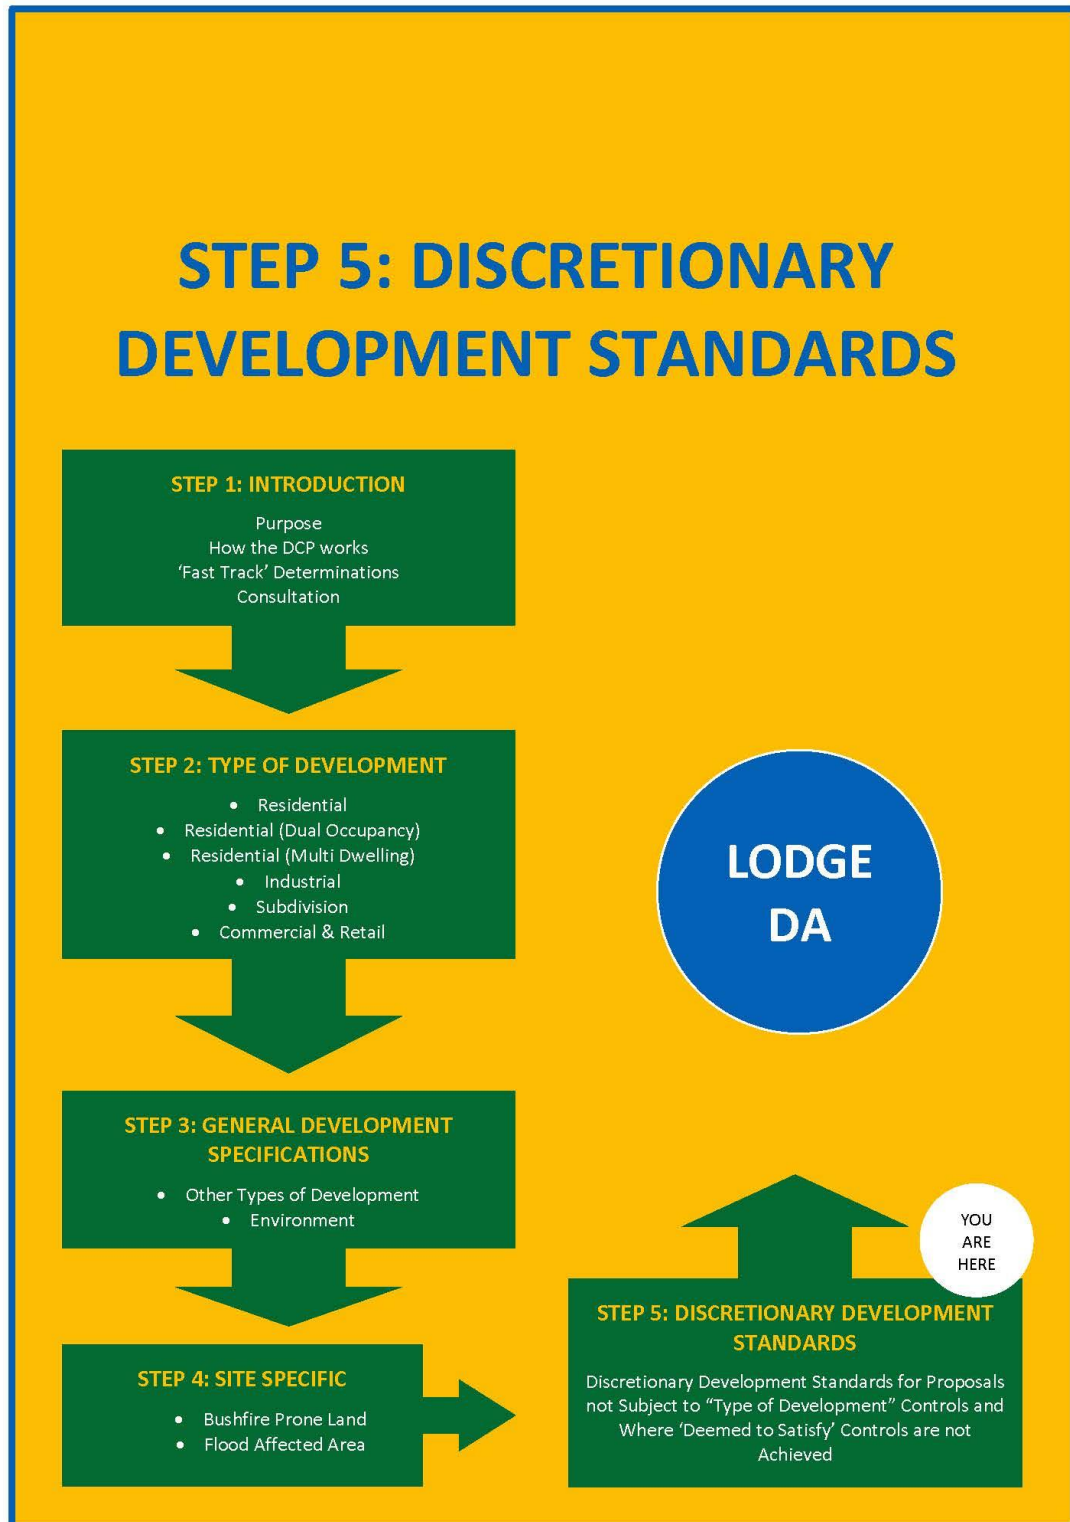 STEP 5: DISCRETIONARY
DEVELOPMENT STANDARDS
STEP 1: INTRODUCTION
Purpose
How the DCP works
‘Fast Track’ Determinations
Consultation
STEP 2: TYPE OF DEVELOPMENT
• Residential
• Residential (Dual Occupancy)
• Residential (Multi Dwelling)
• Industrial
• Subdivision
• Commercial & Retail
STEP 3: GENERAL DEVELOPMENT
SPECIFICATIONS
• Other Types of Development
• Environment
STEP 4: SITE SPECIFIC
• Bushfire Prone Land
• Flood Affected Area
STEP 5: DISCRETIONARY DEVELOPMENT
STANDARDS
Discretionary Development Standards for Proposals
not Subject to “Type of Development” Controls and
Where ‘Deemed to Satisfy’ Controls are not
Achieved
YOU
ARE
HERE
LODGE
DA